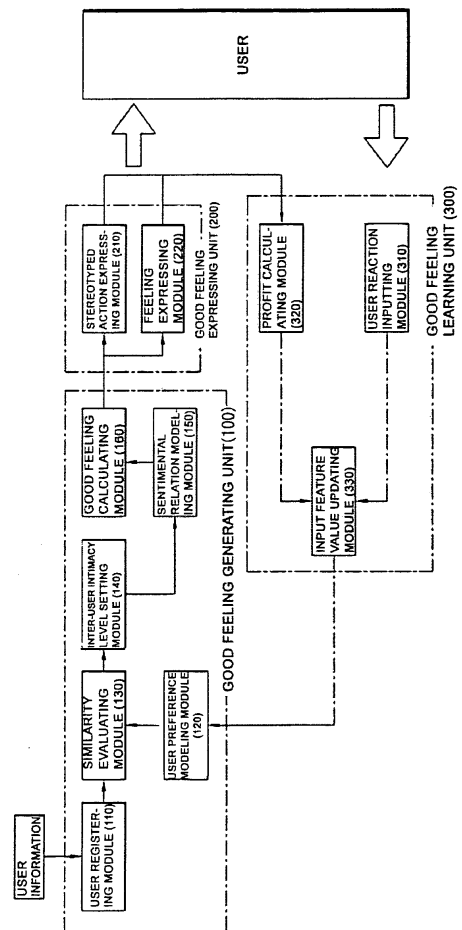 USER
INFORMATION
USER REGISTER-
ING MODULE (110)
SIMILARITY
EVALUATING
MODULE (130)
USER PREFERENCE
MODELING MODULE
(120)
INTER-USER INTIMACY
LEVEL SETTING
MODULE (140)
GOOD FEELING
CALCULATING
MODULE (160)
SENTIMENTAL
RELATION MODEL-
ING MODULE (150)
GOOD FEELING GENERATING UNIT(100)
STEREOTYPED
ACTION EXPRESS-
ING MODULE (210)
FEELING
EXPRESSING
MODULE (220)
GOOD FEELING
EXPRESSING UNIT (200)
USER
PROFIT CALCUL-
ATING MODULE
(320)
USER REACTION
INPUTTING
MODULE (310)
INPUT FEATURE
VALUE UPDATING
MODULE (330)
GOOD FEELING
LEARNING UNIT (300)